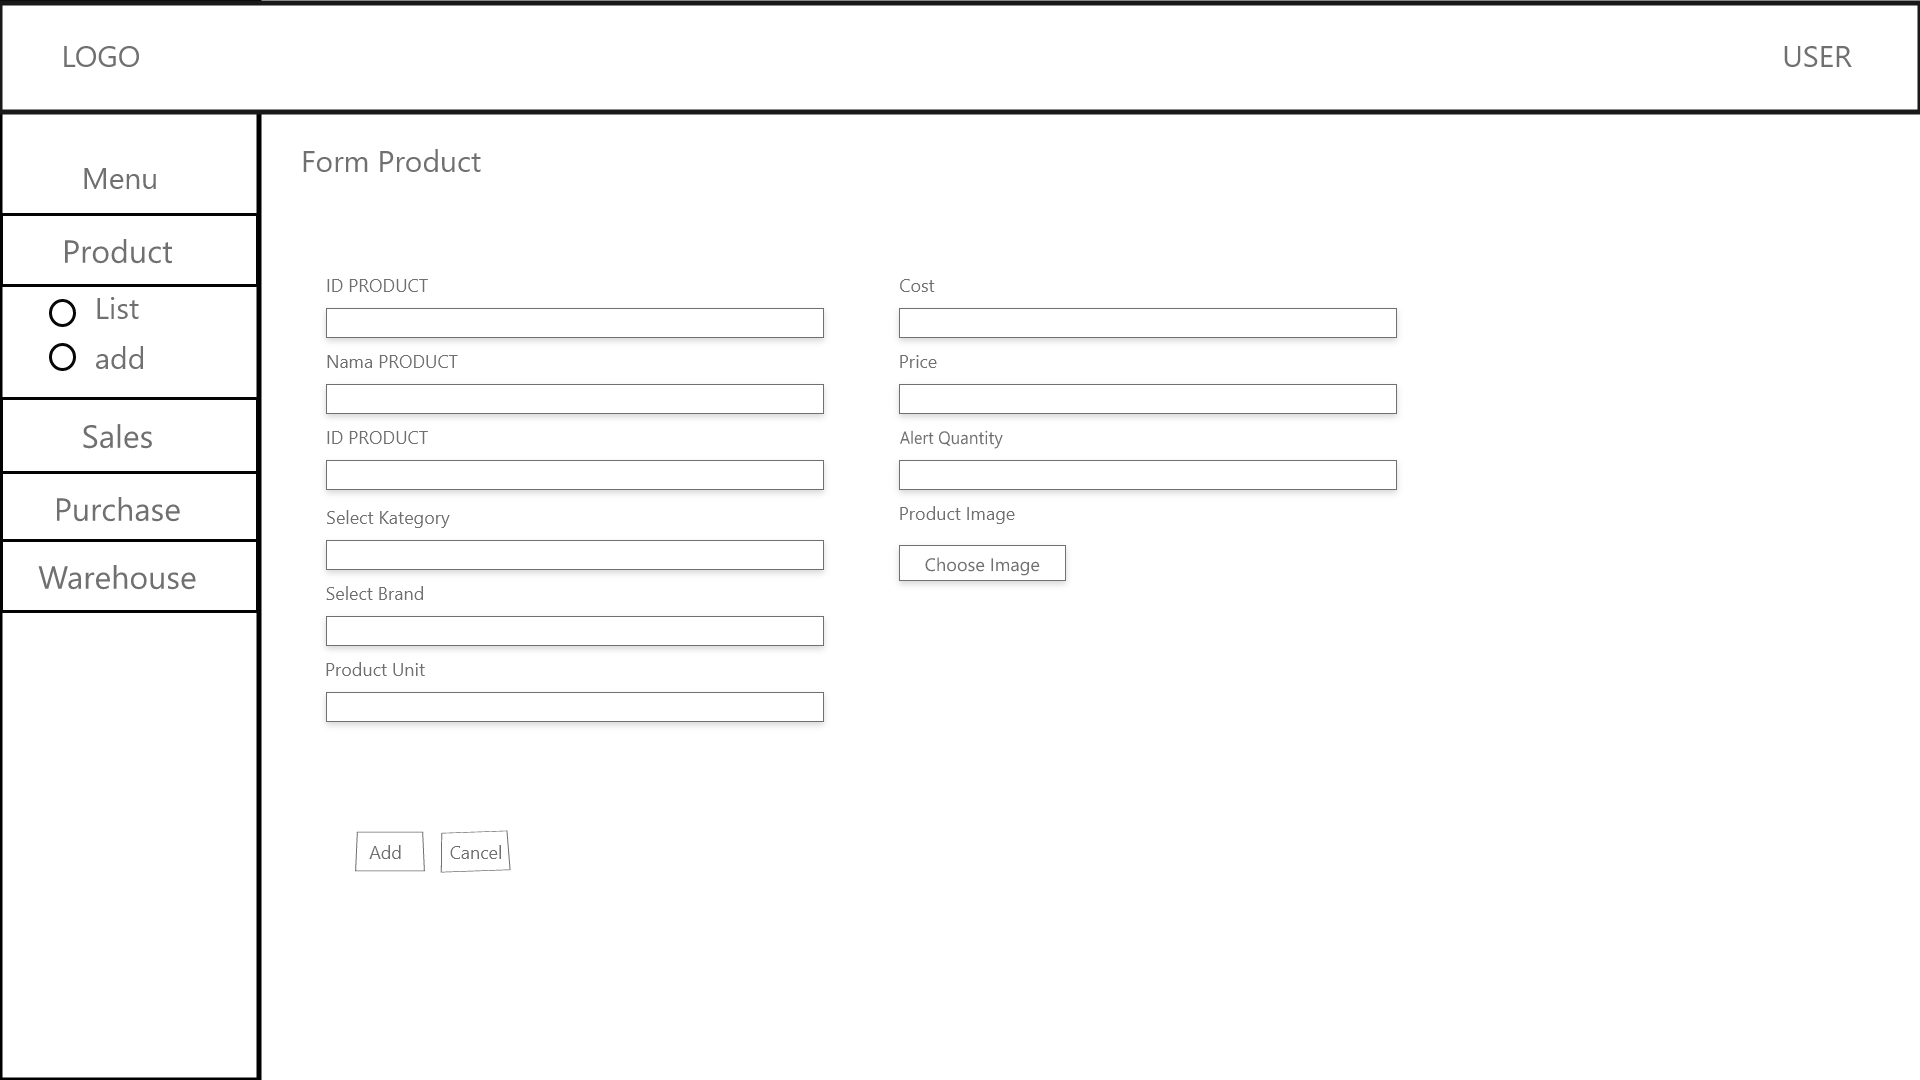 LOGO
USER
Menu
Product
List
add
Sales
Purchase
Warehouse
Form Product
ID PRODUCT
Nama PRODUCT
ID PRODUCT
Select Kategory
Select Brand
Product Unit
Cost
Price
Alert Quantity
Product Image
Choose Image
Add
Cancel